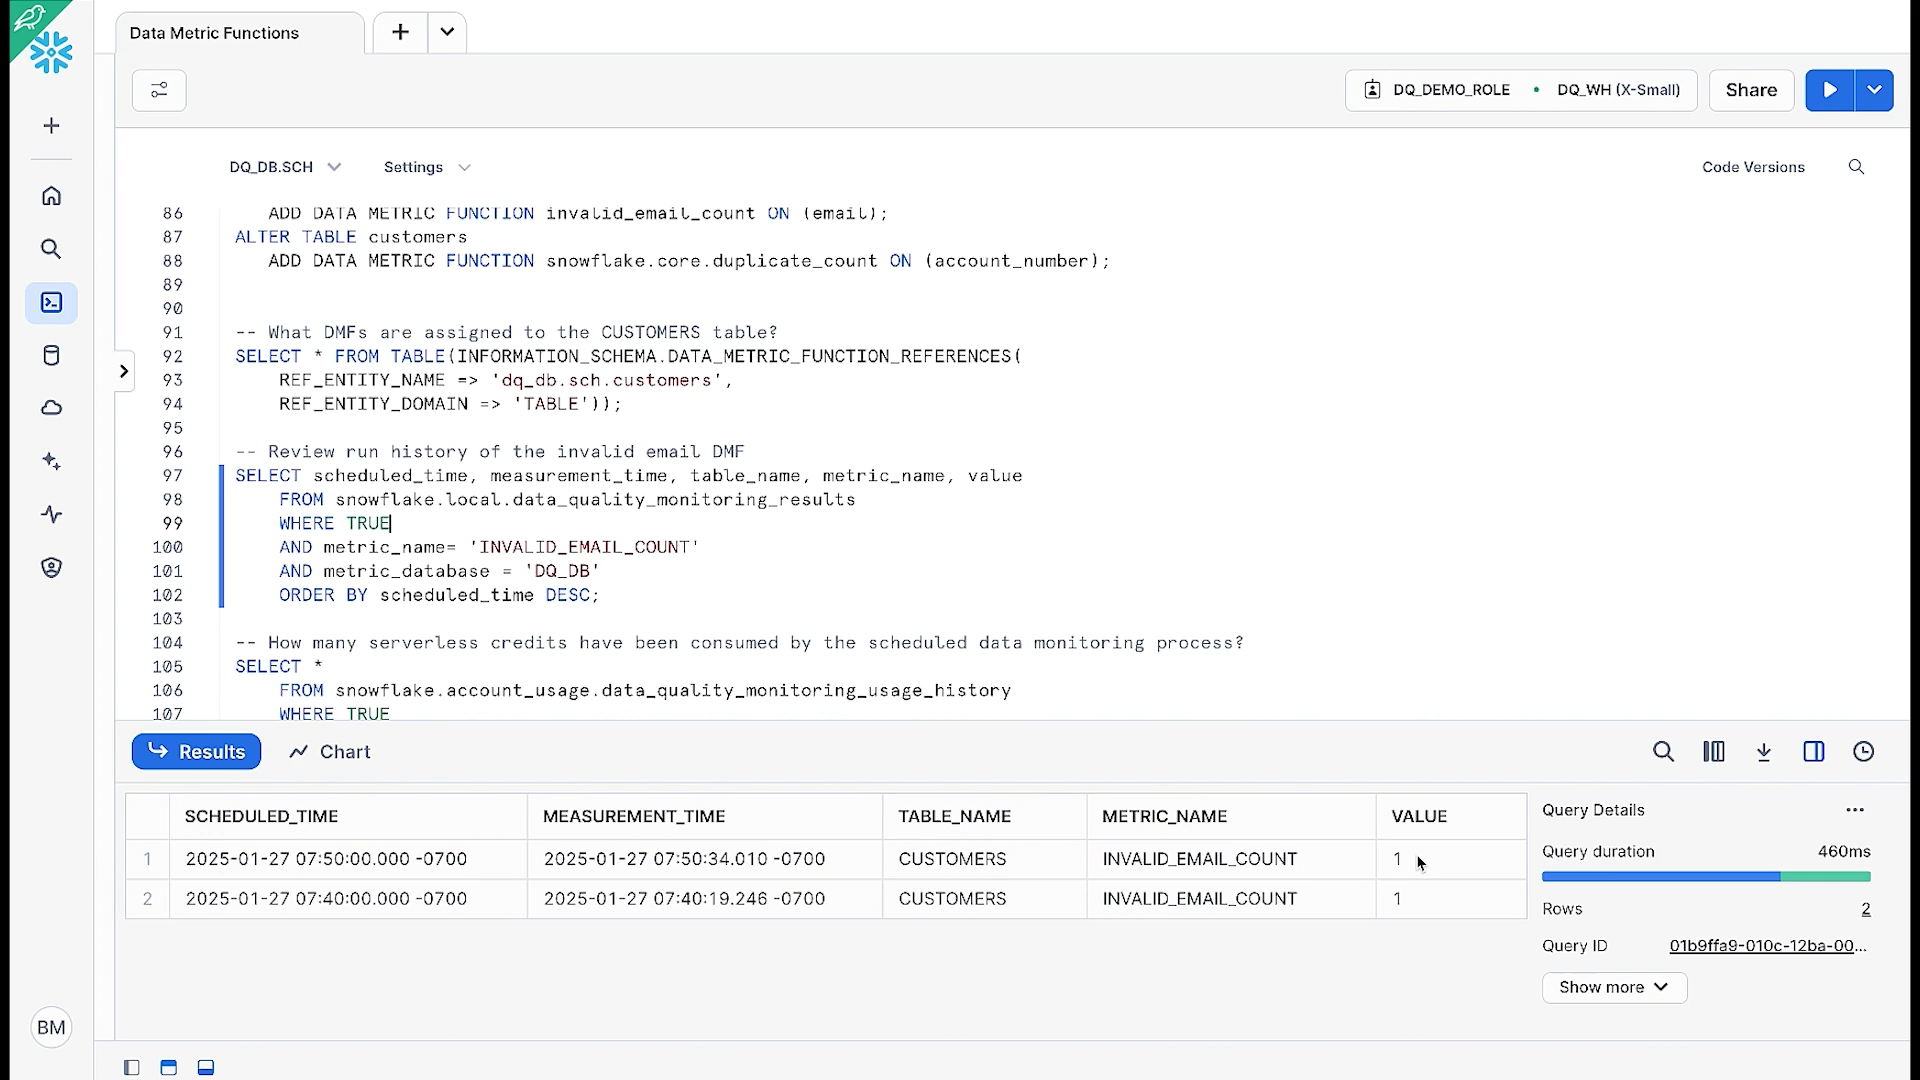 Data Metric Functions
DQ_DEMO_ROLE • DQ_WH (X-Small)
Share
DQ_DB.SCH
Settings
Code Versions
86 ADD DATA METRIC FUNCTION invalid_email_count ON (email);
87 ALTER TABLE customers
88 ADD DATA METRIC FUNCTION snowflake.core.duplicate_count ON (account_number);
89
90
91 -- What DMFs are assigned to the CUSTOMERS table?
92 SELECT * FROM TABLE(INFORMATION_SCHEMA.DATA_METRIC_FUNCTION_REFERENCES(
93 REF_ENTITY_NAME => 'dq_db.sch.customers',
94 REF_ENTITY_DOMAIN => 'TABLE'));
95
96 -- Review run history of the invalid email DMF
97 SELECT scheduled_time, measurement_time, table_name, metric_name, value
98 FROM snowflake.local.data_quality_monitoring_results
99 WHERE TRUE
100 AND metric_name= 'INVALID_EMAIL_COUNT'
101 AND metric_database = 'DQ_DB'
102 ORDER BY scheduled_time DESC;
103
104 -- How many serverless credits have been consumed by the scheduled data monitoring process?
105 SELECT *
106 FROM snowflake.account_usage.data_quality_monitoring_usage_history
107 WHERE TRUE
Results
Chart
SCHEDULED_TIME MEASUREMENT_TIME TABLE_NAME METRIC_NAME VALUE
1 2025-01-27 07:50:00.000 -0700 2025-01-27 07:50:34.010 -0700 CUSTOMERS INVALID_EMAIL_COUNT 1
2 2025-01-27 07:40:00.000 -0700 2025-01-27 07:40:19.246 -0700 CUSTOMERS INVALID_EMAIL_COUNT 1
Query Details
Query duration 460ms
Rows 2
Query ID 01b9ffa9-010c-12ba-00...
Show more
BM